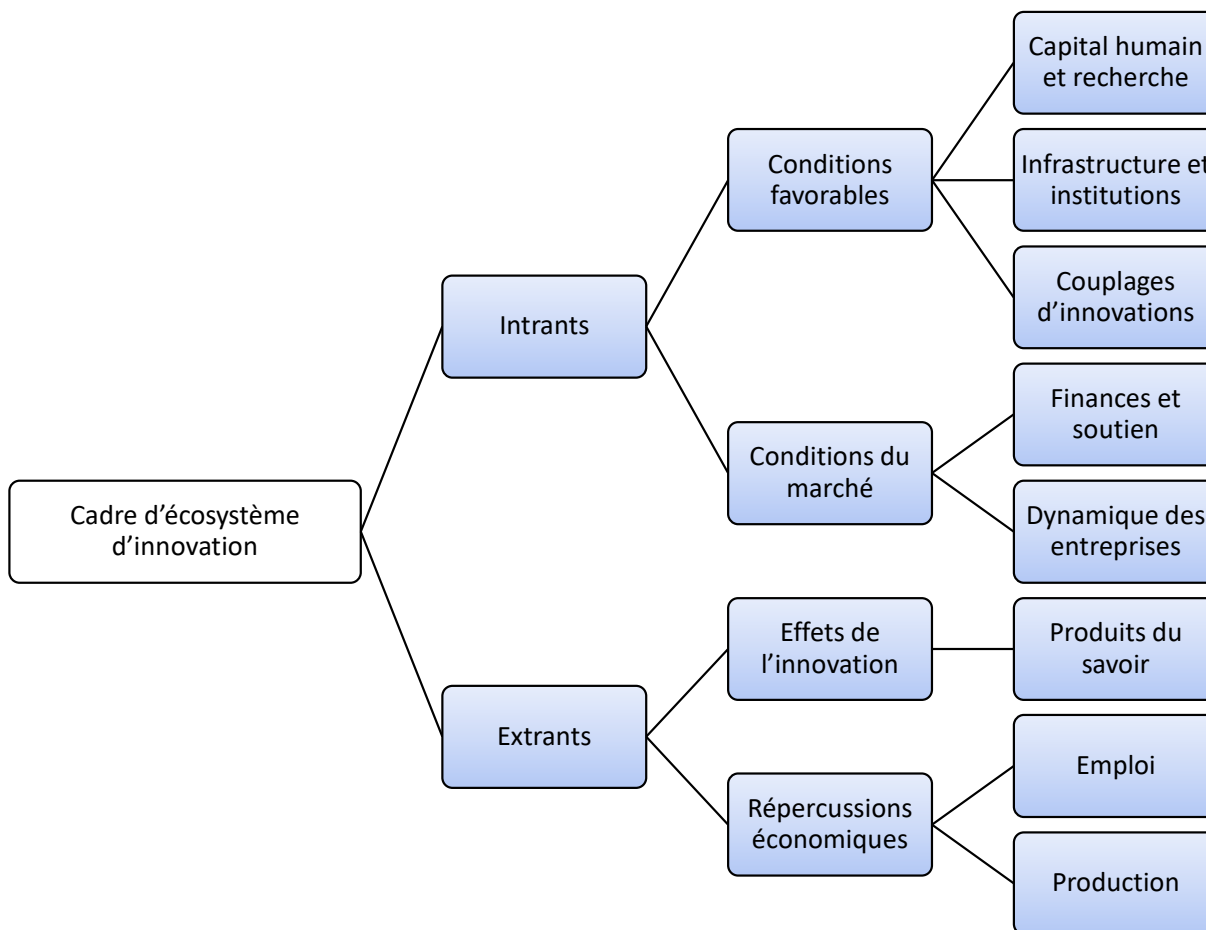 Capital humain
et recherche
Conditions
favorables
Infrastructure et
institutions
Couplages
d’innovations
Intrants
Finances et
soutien
Conditions du
marché
Dynamique des
entreprises
Cadre d’écosystème
d’innovation
Effets de
l’innovation
Produits du
savoir
Extrants
Emploi
Répercussions
économiques
Production